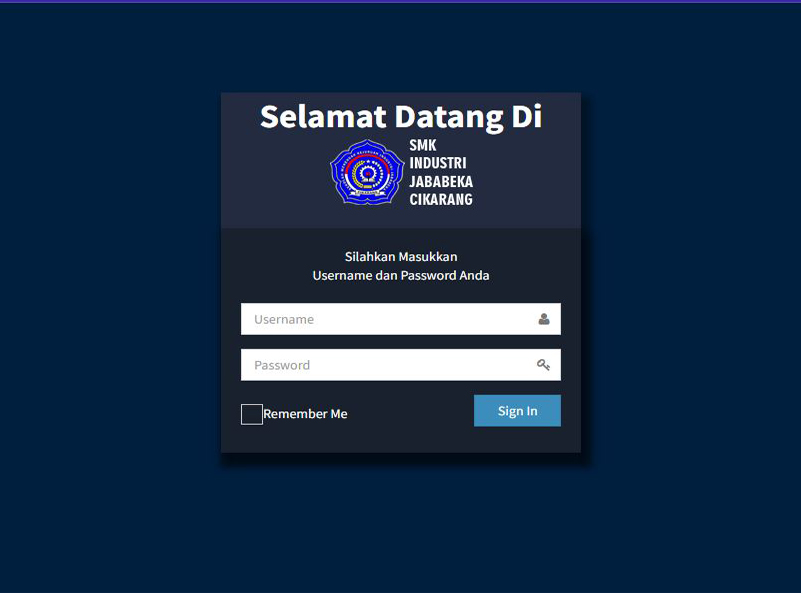 Selamat Datang Di
SMK
INDUSTRI
JABABEKA
CIKARANG
Silahkan Masukkan
Username dan Password Anda
Username
Password
Remember Me
Sign In